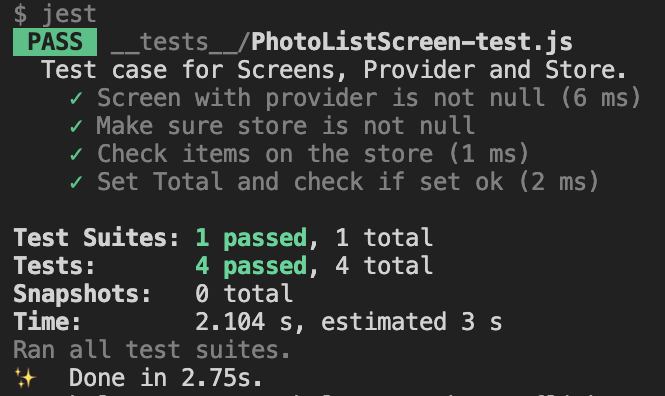 $ jest
PASS __tests__/PhotoListScreen-test.js
Test case for Screens, Provider and Store.
✓ Screen with provider is not null (6 ms)
✓ Make sure store is not null
✓ Check items on the store (1 ms)
✓ Set Total and check if set ok (2 ms)
Test Suites: 1 passed, 1 total
Tests: 4 passed, 4 total
Snapshots: 0 total
Time: 2.104 s, estimated 3 s
Ran all test suites.
✨ Done in 2.75s.